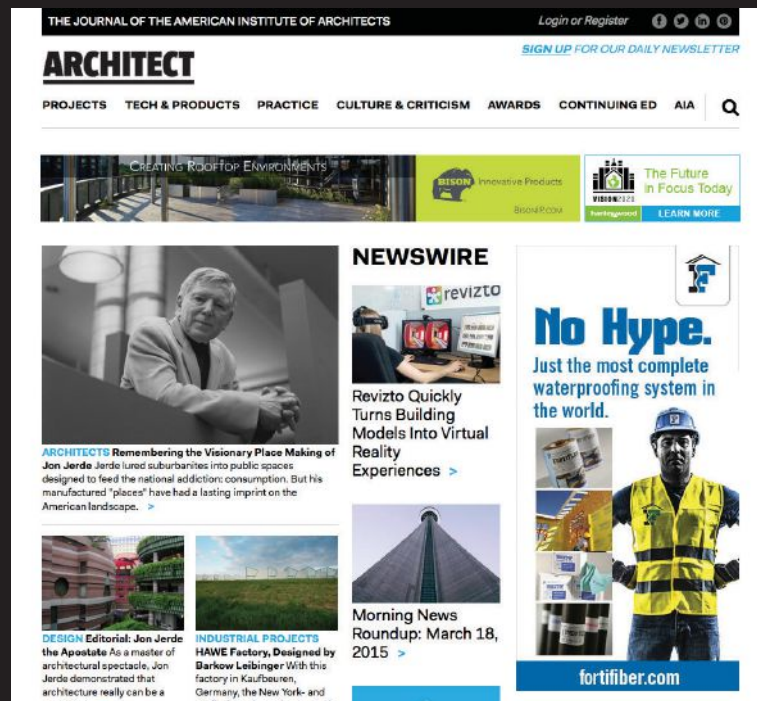 THE JOURNAL OF THE AMERICAN INSTITUTE OF ARCHITECTS
Login or Register
SIGN UP FOR OUR DAILY NEWSLETTER
ARCHITECT
PROJECTS TECH & PRODUCTS PRACTICE CULTURE & CRITICISM AWARDS CONTINUING ED AIA
CREATING ROOFTOP ENVIRONMENTS
BISON Innovative Products
BISONIP.COM
VISION2020
The Future
in Focus Today
LEARN MORE
ARCHITECTS Remembering the Visionary Place Making of
Jon Jerde Jerde lured suburbanites into public spaces
designed to feed the national addiction: consumption. But his
manufactured "places" have had a lasting imprint on the
American landscape. >
DESIGN Editorial: Jon Jerde
the Apostate As a master of
architectural spectacle, Jon
Jerde demonstrated that
architecture really can be a
INDUSTRIAL PROJECTS
HAWE Factory, Designed by
Barkow Leibinger With this
factory in Kaufbeuren,
Germany, the New York- and
NEWSWIRE
revizto
Revizto Quickly
Turns Building
Models Into Virtual
Reality
Experiences >
Morning News
Roundup: March 18,
2015 >
No Hype.
Just the most complete
waterproofing system in
the world.
fortifiber.com